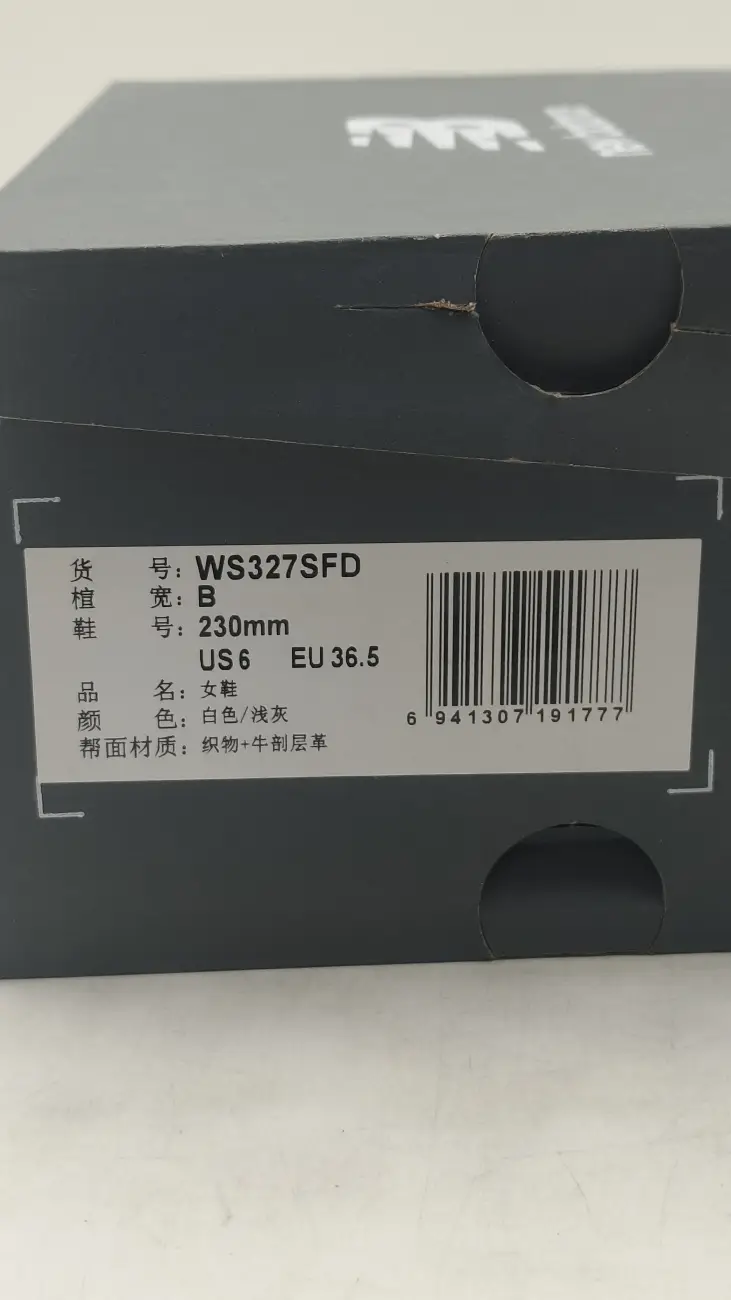 货 号：WS327SFD
楦 宽：B
鞋 号：230mm
US 6 EU 36.5
品 名：女鞋
颜 色：白色/浅灰
帮面材质：织物+牛剖层革
6 941307 191777